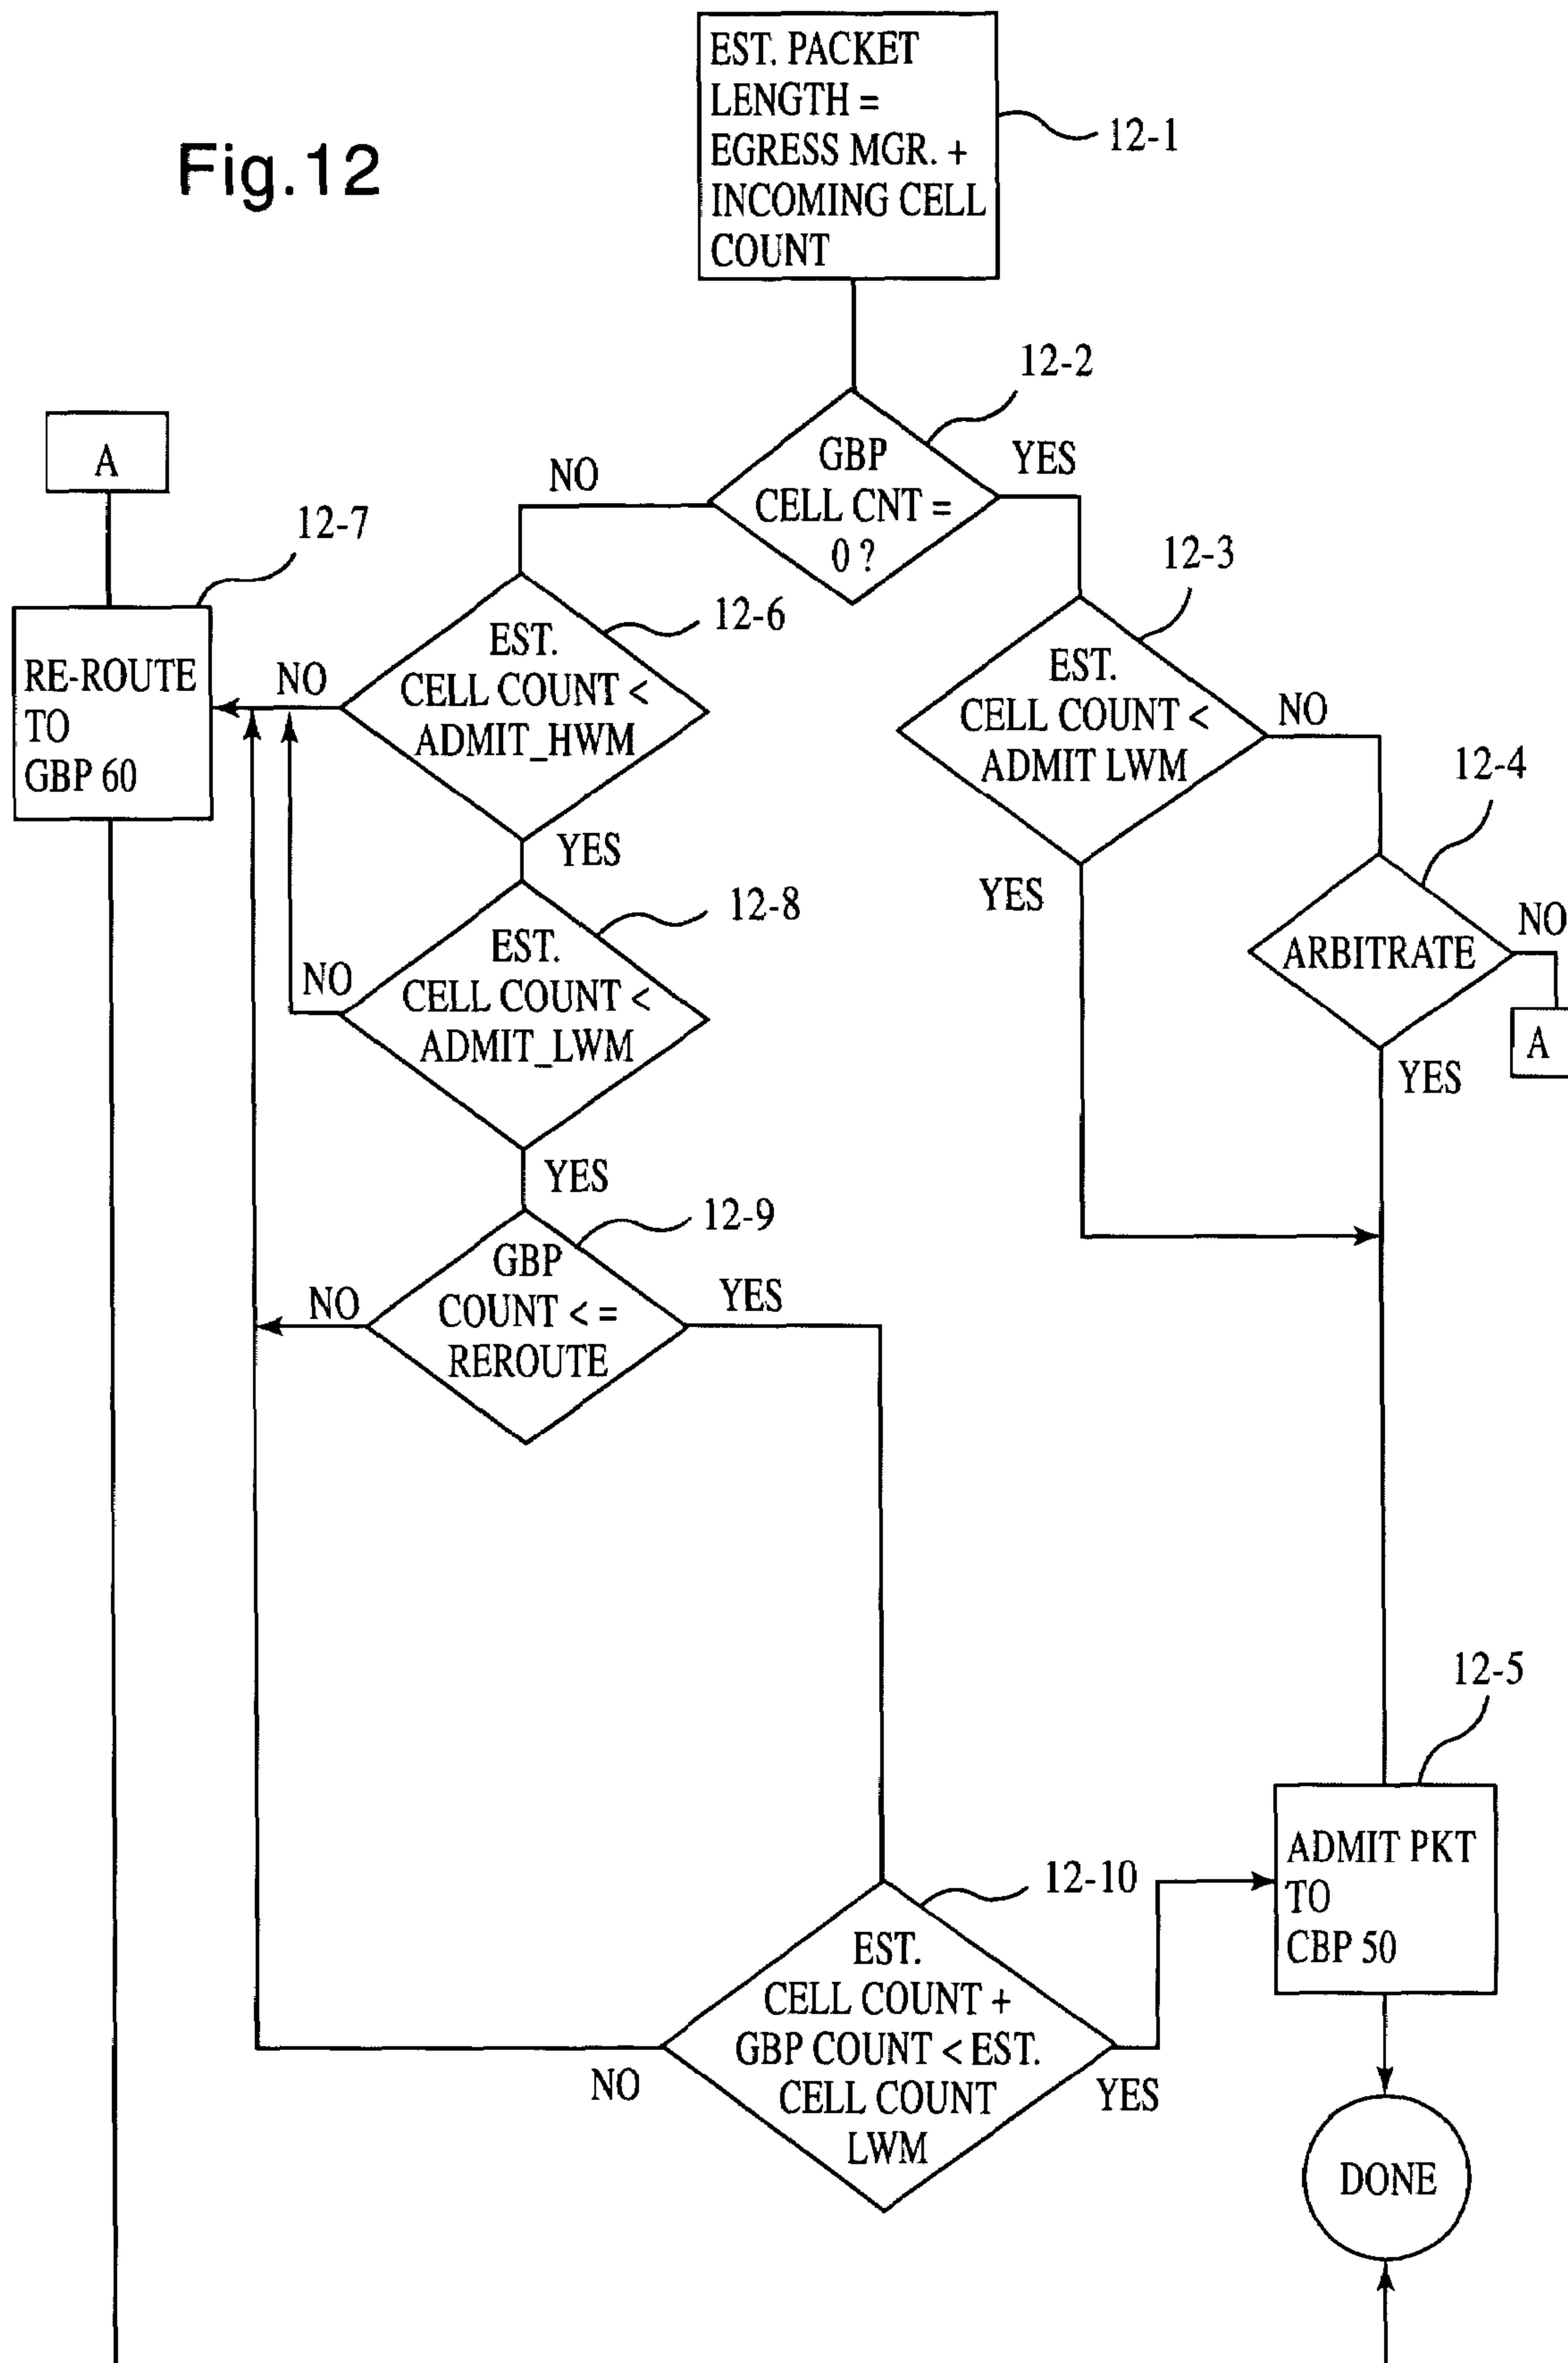 Fig.12
EST. PACKET
LENGTH =
EGRESS MGR. +
INCOMING CELL
COUNT
12-1
12-2
GBP
CELL CNT =
0 ?
NO
YES
A
12-7
RE-ROUTE
TO
GBP 60
NO
12-6
EST.
CELL COUNT <
ADMIT_HWM
YES
12-3
EST.
CELL COUNT <
ADMIT LWM
NO
YES
12-4
ARBITRATE
NO
A
YES
12-8
EST.
CELL COUNT <
ADMIT_LWM
NO
YES
12-9
GBP
COUNT < =
REROUTE
NO
YES
12-10
EST.
CELL COUNT +
GBP COUNT < EST.
CELL COUNT
LWM
NO
YES
12-5
ADMIT PKT
TO
CBP 50
DONE